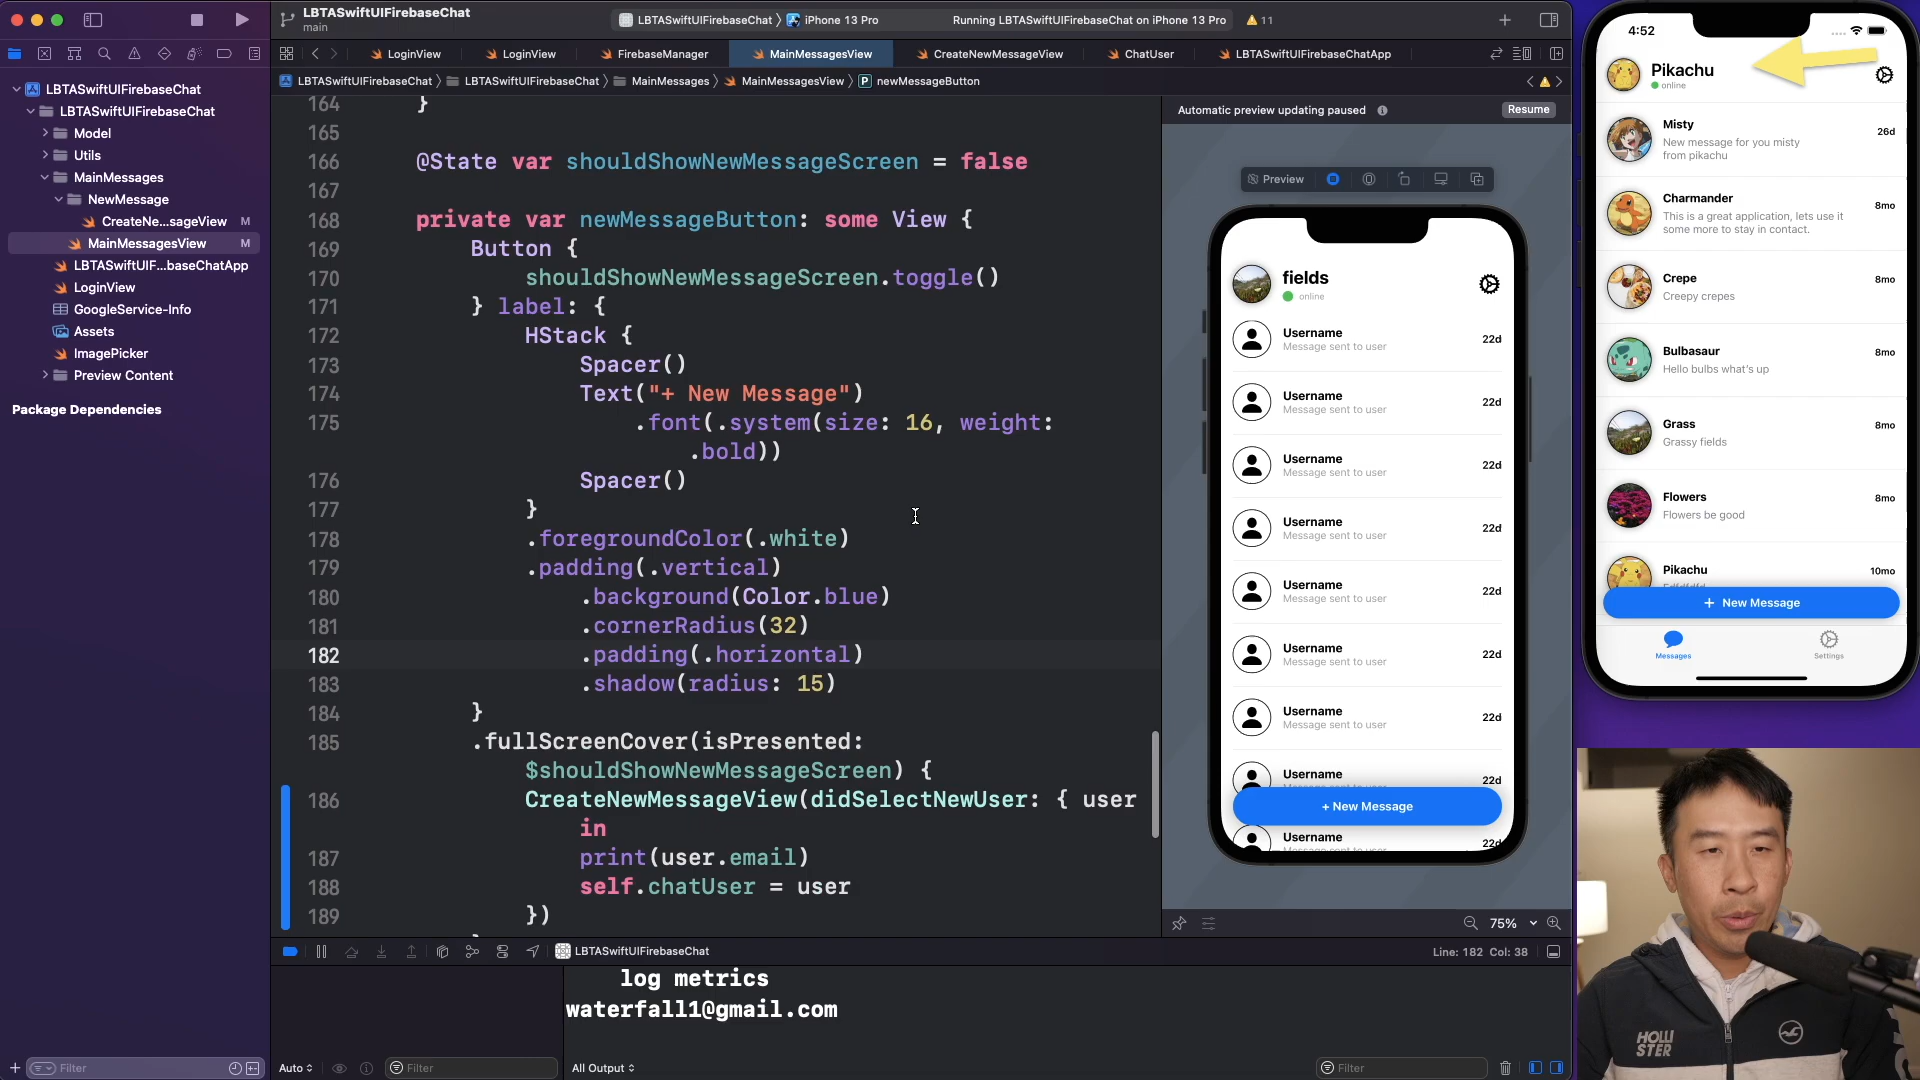 LBTASwiftUIFirebaseChat
main
LBTASwiftUIFirebaseChat
iPhone 13 Pro
Running LBTASwiftUIFirebaseChat on iPhone 13 Pro
11
LoginView
LoginView
FirebaseManager
MainMessagesView
CreateNewMessageView
ChatUser
LBTASwiftUIFirebaseChatApp
LBTASwiftUIFirebaseChat
LBTASwiftUIFirebaseChat
MainMessages
MainMessagesView
P newMessageButton
LBTASwiftUIFirebaseChat
LBTASwiftUIFirebaseChat
Model
Utils
MainMessages
NewMessage
CreateNe...sageView M
MainMessagesView M
LBTASwiftUIF...baseChatApp
LoginView
GoogleService-Info
Assets
ImagePicker
Preview Content
Package Dependencies
Filter
164 }
165
166 @State var shouldShowNewMessageScreen = false
167
168 private var newMessageButton: some View {
169 Button {
170 shouldShowNewMessageScreen.toggle()
171 } label: {
172 HStack {
173 Spacer()
174 Text("+ New Message")
175 .font(.system(size: 16, weight:
.bold))
176 Spacer()
177 }
178 .foregroundColor(.white)
179 .padding(.vertical)
180 .background(Color.blue)
181 .cornerRadius(32)
182 .padding(.horizontal)
183 .shadow(radius: 15)
184 }
185 .fullScreenCover(isPresented:
$shouldShowNewMessageScreen) {
186 CreateNewMessageView(didSelectNewUser: { user
in
187 print(user.email)
188 self.chatUser = user
189 })
LBTASwiftUIFirebaseChat
Line: 182 Col: 38
log metrics
waterfall1@gmail.com
Auto
Filter
All Output
Filter
Automatic preview updating paused
Resume
Preview
fields
online
Username
Message sent to user
22d
Username
Message sent to user
22d
Username
Message sent to user
22d
Username
Message sent to user
22d
Username
Message sent to user
22d
Username
Message sent to user
22d
Username
Message sent to user
22d
Username
22d
+ New Message
Username
Message sent to user
22d
75%
4:52
Pikachu
online
Misty
New message for you misty
from pikachu
26d
Charmander
This is a great application, lets use it
some more to stay in contact.
8mo
Crepe
Creepy crepes
8mo
Bulbasaur
Hello bulbs what's up
8mo
Grass
Grassy fields
8mo
Flowers
Flowers be good
8mo
Pikachu
10mo
+ New Message
Messages
Settings
HOLLI
STER